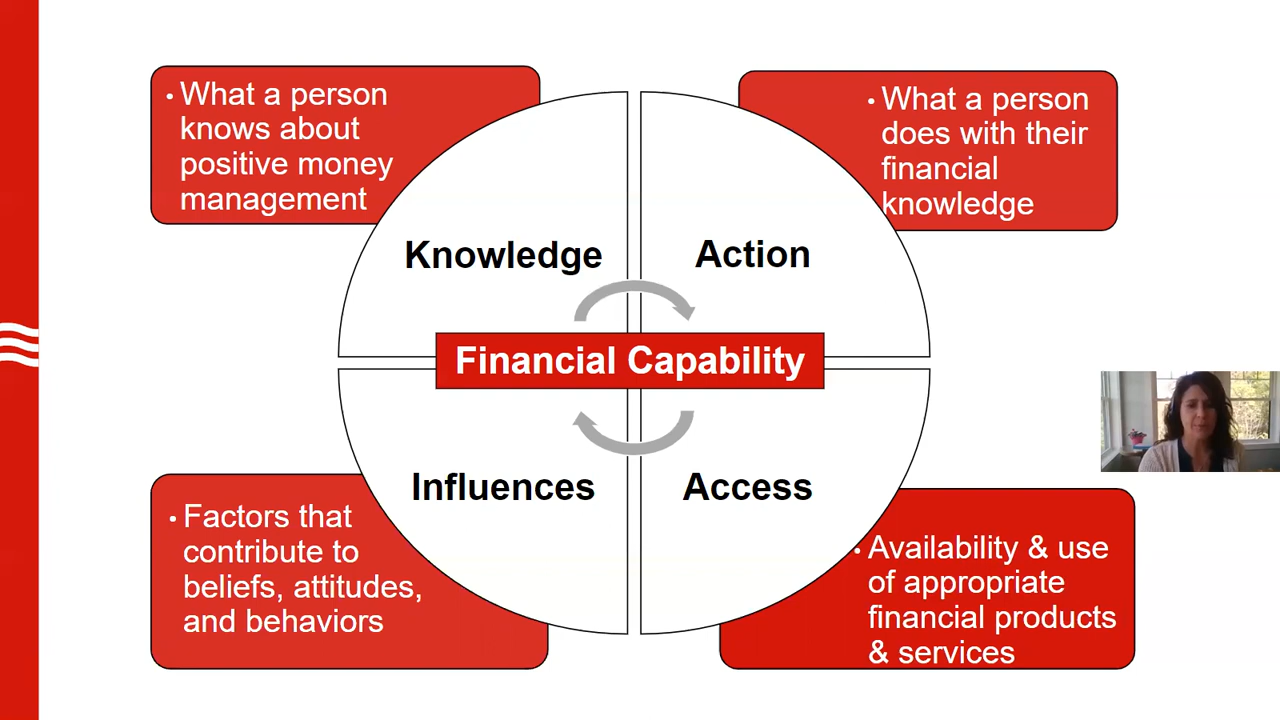 • What a person
knows about
positive money
management
• What a person
does with their
financial
knowledge
Knowledge
Action
Financial Capability
Influences
Access
• Factors that
contribute to
beliefs, attitudes,
and behaviors
• Availability & use
of appropriate
financial products
& services